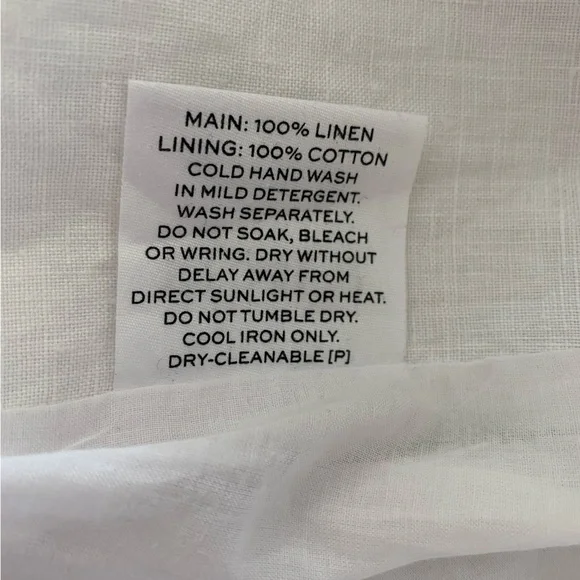 MAIN: 100% LINEN
LINING: 100% COTTON
COLD HAND WASH
IN MILD DETERGENT.
WASH SEPARATELY.
DO NOT SOAK, BLEACH
OR WRING. DRY WITHOUT
DELAY AWAY FROM
DIRECT SUNLIGHT OR HEAT.
DO NOT TUMBLE DRY.
COOL IRON ONLY.
DRY-CLEANABLE [P]